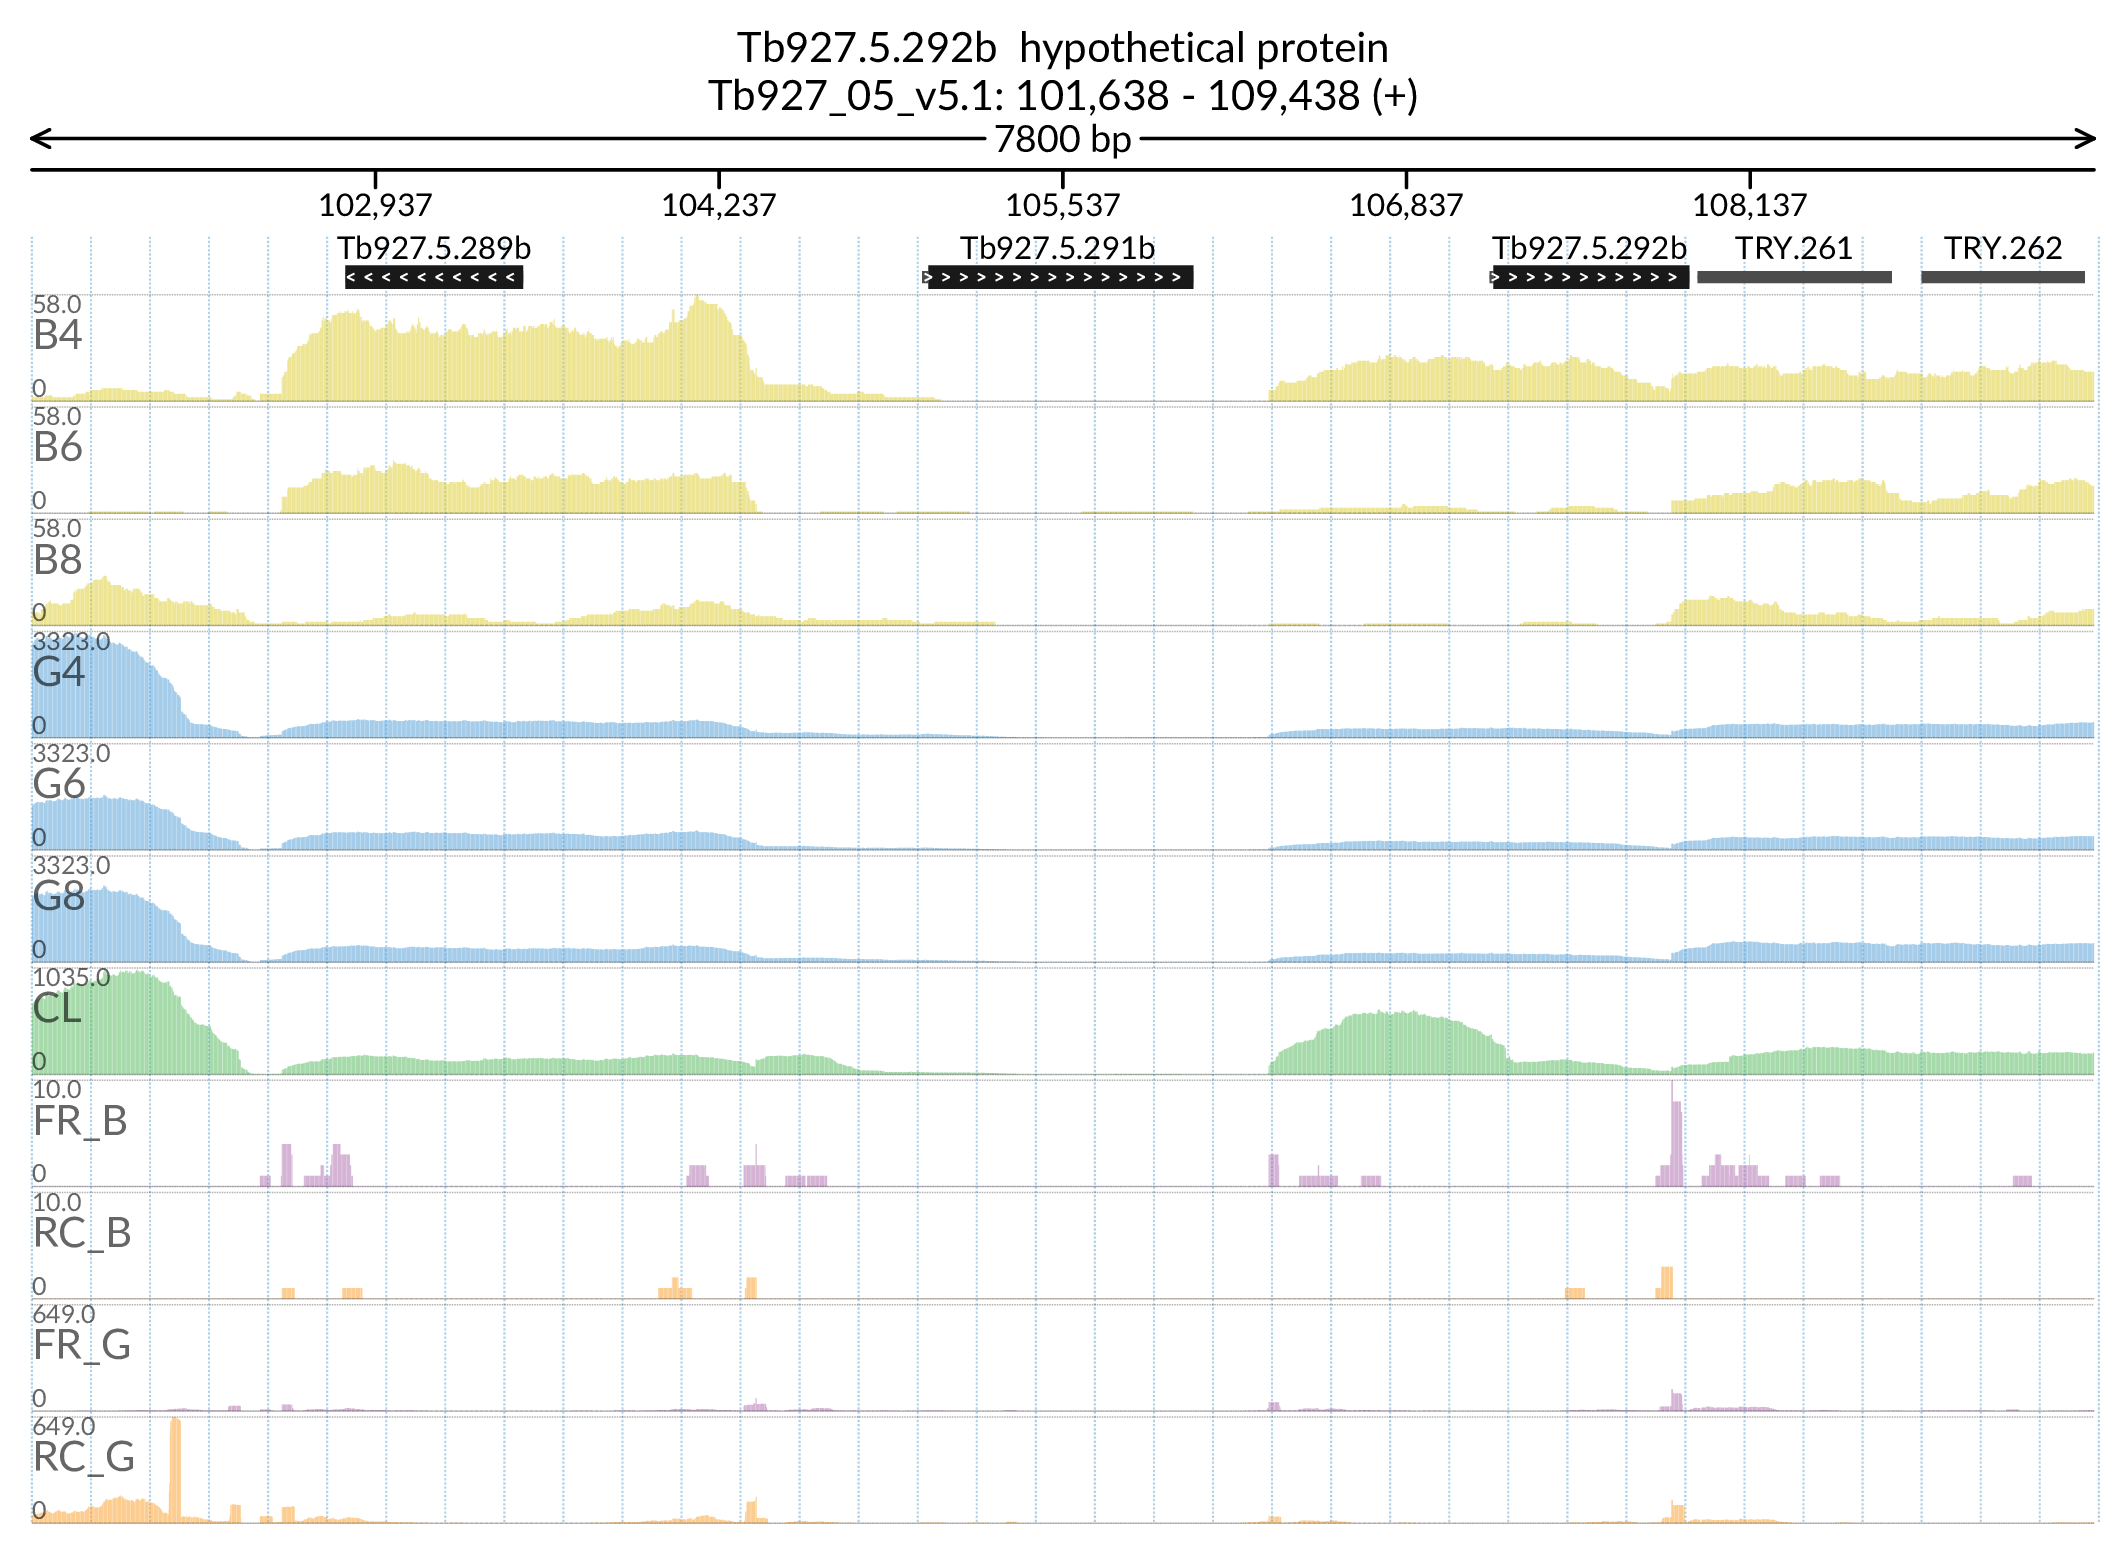 Tb927.5.292b hypothetical protein
Tb927_05_v5.1: 101,638 - 109,438 (+)
7800 bp
102,937 104,237 105,537 106,837 108,137
Tb927.5.289b Tb927.5.291b Tb927.5.292b TRY.261 TRY.262
58.0
B4
0
58.0
B6
0
58.0
B8
0
3323.0
G4
0
3323.0
G6
0
3323.0
G8
0
1035.0
CL
0
10.0
FR_B
0
10.0
RC_B
0
649.0
FR_G
0
649.0
RC_G
0